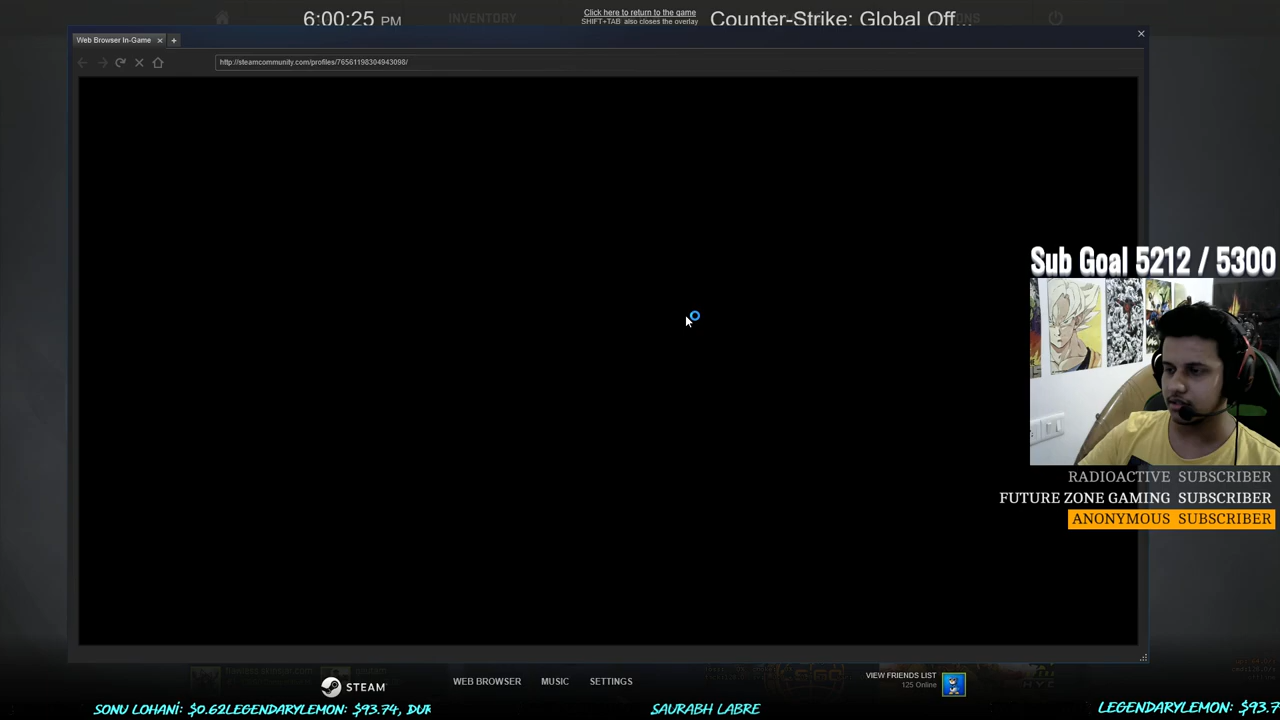 6:00:25 PM
INVENTORY
Click here to return to the game
SHIFT+TAB also closes the overlay
Counter-Strike: Global Off...
Web Browser In-Game
http://steamcommunity.com/profiles/76561198304943098/
Sub Goal 5212 / 5300
RADIOACTIVE SUBSCRIBER
FUTURE ZONE GAMING SUBSCRIBER
ANONYMOUS SUBSCRIBER
STEAM
WEB BROWSER
MUSIC
SETTINGS
VIEW FRIENDS LIST
125 Online
SONU LOHANI: $0.62LEGENDARYLEMON: $93.74, DUR
SAURABH LABRE
LEGENDARYLEMON: $93.7